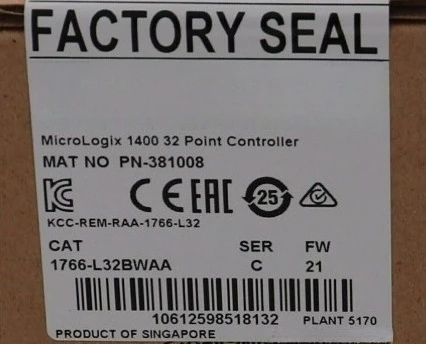 FACTORY SEAL
MicroLogix 1400 32 Point Controller
MAT NO PN-381008
CE EAC 25
KCC-REM-RAA-1766-L32
CAT SER FW
1766-L32BWAA C 21
10612598518132 PLANT 5170
PRODUCT OF SINGAPORE